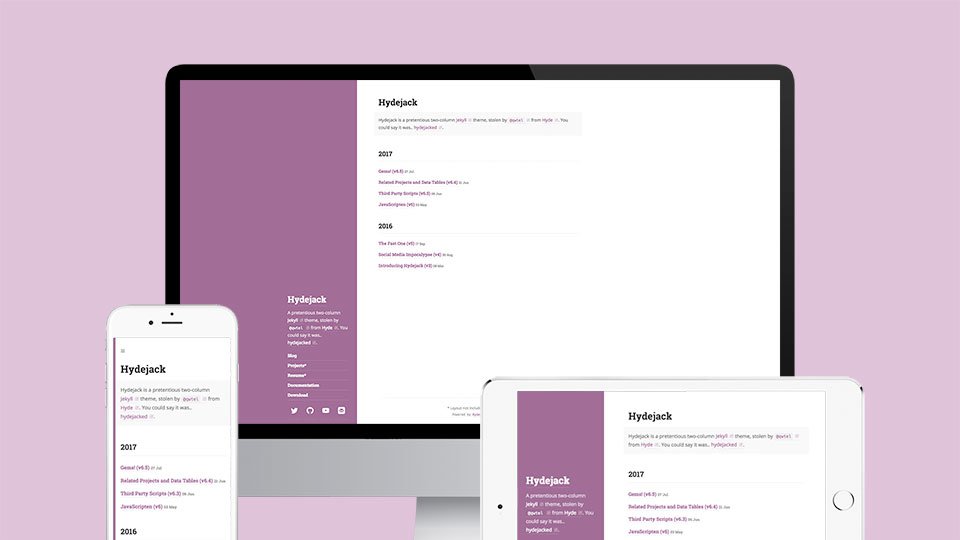 Hydejack
Hydejack is a pretentious two-column Jekyll theme, stolen by @qwtel from Hyde. You
could say it was.. hydejacked.
2017
Gems! (v6.5) 07 Jul
Related Projects and Data Tables (v6.4) 21 Jun
Third Party Scripts (v6.3) 06 Jun
JavaScripten (v6) 03 May
2016
The Fast One (v5) 17 Sep
Social Media Impocalypse (v4)
Introducing Hydejack (v3)
Hydejack
A pretentious two-column
Jekyll theme, stolen by
@qwtel from Hyde. You
could say it was..
hydejacked.
Blog
Projects*
Resume*
Documentation
Download
Powered by
Hydejack
Hydejack is a pretentious two-column
Jekyll theme, stolen by @qwtel from
Hyde. You could say it was..
hydejacked.
2017
Gems! (v6.5) 07 Jul
Related Projects and Data Tables (v6.4) 21 Jun
Third Party Scripts (v6.3) 06 Jun
JavaScripten (v6) 03 May
2016
Hydejack
A pretentious two-column
Jekyll theme, stolen by
@qwtel from Hyde. You
could say it was..
hydejacked.
Hydejack
Hydejack is a pretentious two-column Jekyll theme, stolen by @qwtel
from Hyde. You could say it was.. hydejacked.
2017
Gems! (v6.5) 07 Jul
Related Projects and Data Tables (v6.4) 21 Jun
Third Party Scripts (v6.3) 06 Jun
JavaScripten (v6) 03 May